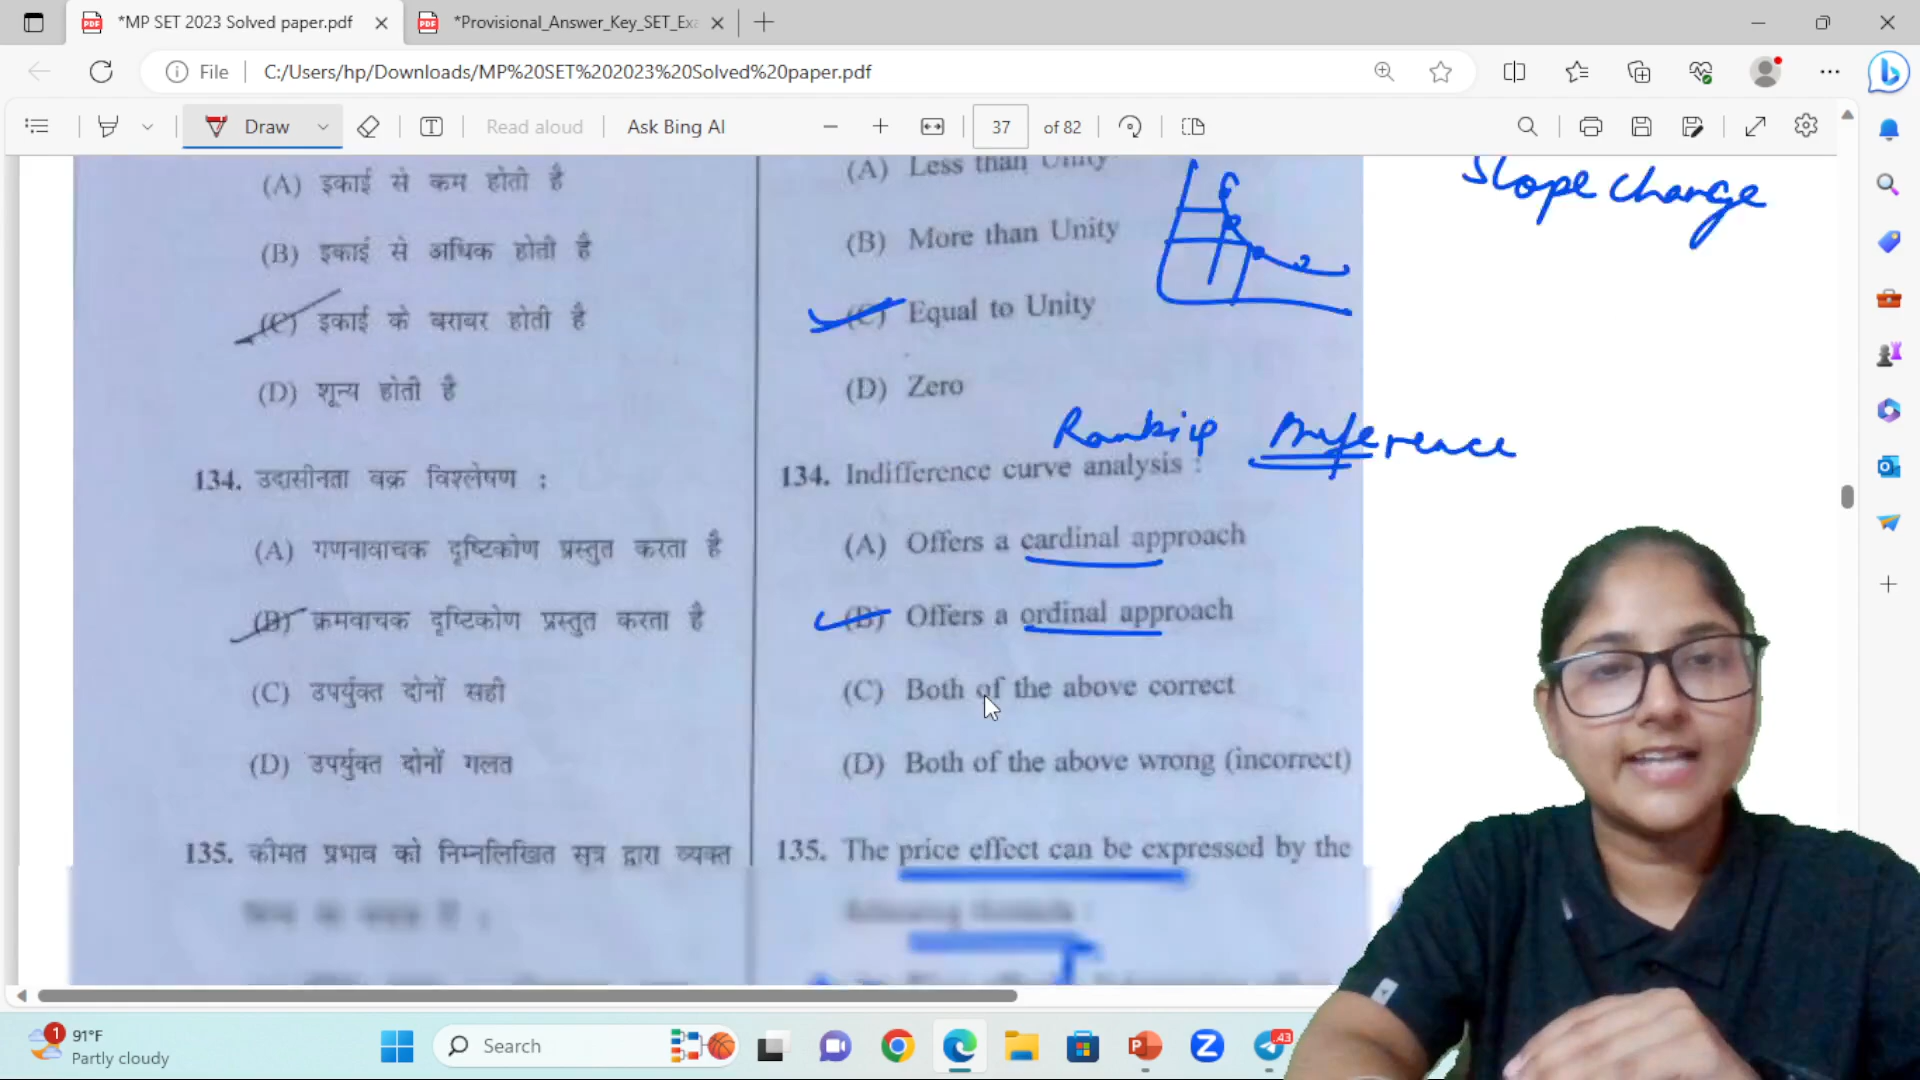 *MP SET 2023 Solved paper.pdf
*Provisional_Answer_Key_SET_Exa
File
C:/Users/hp/Downloads/MP%20SET%202023%20Solved%20paper.pdf
Draw
Read aloud
Ask Bing AI
37
of 82
(A) इकाई से कम होती है
(B) इकाई से अधिक होती है
(C) इकाई के बराबर होती है
(D) शून्य होती है
134. उदासीनता वक्र विश्लेषण :
(A) गणनावाचक दृष्टिकोण प्रस्तुत करता है
(B) क्रमवाचक दृष्टिकोण प्रस्तुत करता है
(C) उपर्युक्त दोनों सही
(D) उपर्युक्त दोनों गलत
135. कीमत प्रभाव को निम्नलिखित सूत्र द्वारा व्यक्त
(A) Less than Unity
(B) More than Unity
(C) Equal to Unity
(D) Zero
134. Indifference curve analysis :
(A) Offers a cardinal approach
(B) Offers a ordinal approach
(C) Both of the above correct
(D) Both of the above wrong (incorrect)
135. The price effect can be expressed by the
Slope change
1
91°F
Partly cloudy
Search
43